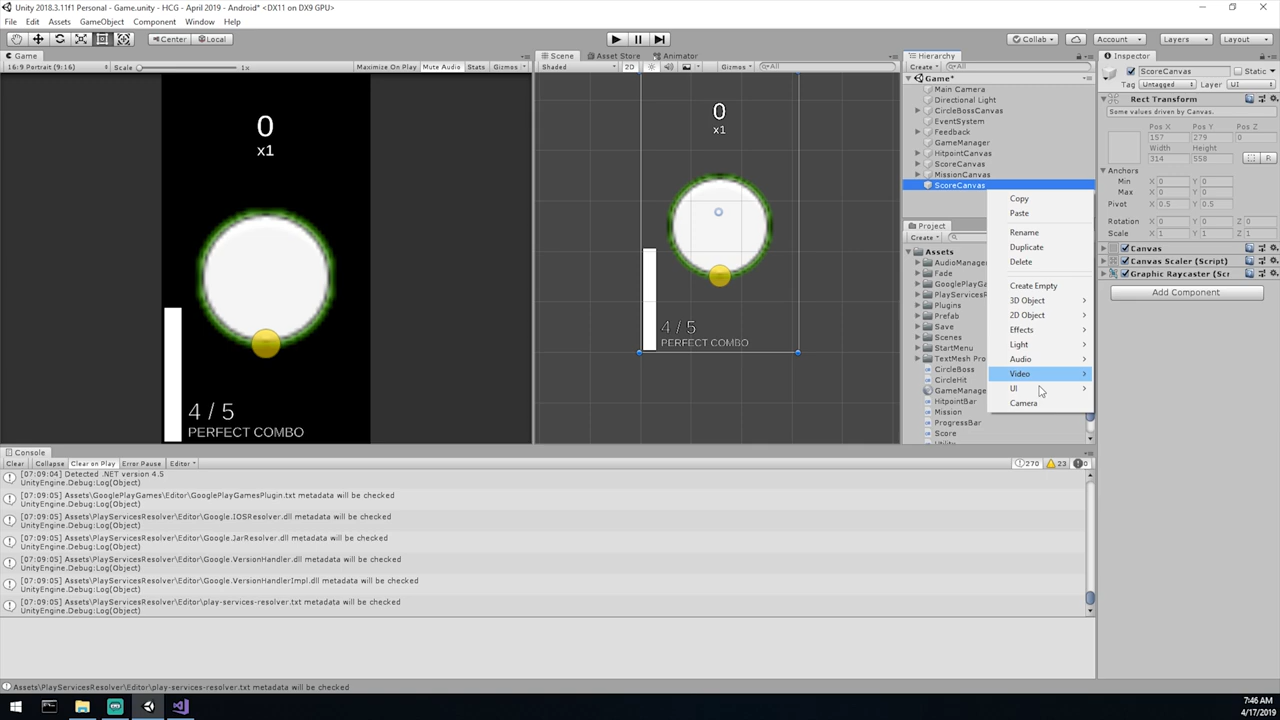 Unity 2018.3.11f1 Personal - Game.unity - HCG - April 2019 - Android* <DX11 on DX9 GPU>
File Edit Assets GameObject Component Window Help
Center Local Collab Account Layers Layout
Game Scene Asset Store Animator Hierarchy Inspector
16:9 Portrait (9:16) Scale 1x Maximize On Play Mute Audio Stats Gizmos Shaded 2D Gizmos All Create All
ScoreCanvas Static
Tag Untagged Layer UI
Game*
Main Camera
Directional Light
CircleBossCanvas
EventSystem
Feedback
GameManager
HitpointCanvas
ScoreCanvas
MissionCanvas
ScoreCanvas
Rect Transform
Some values driven by Canvas.
Pos X Pos Y Pos Z
157 279 0
Width Height
314 558
R
Anchors
Min X 0 Y 0
Max X 0 Y 0
Pivot X 0.5 Y 0.5
Rotation X 0 Y 0 Z 0
Scale X 1 Y 1 Z 1
Canvas
Canvas Scaler (Script)
Graphic Raycaster (Scr
Add Component
0
x1
4 / 5
PERFECT COMBO
0
x1
4 / 5
PERFECT COMBO
Copy
Paste
Rename
Duplicate
Delete
Create Empty
3D Object
2D Object
Effects
Light
Audio
Video
UI
Camera
Project
Create
Assets
AudioManager
Fade
GooglePlayGa
PlayServicesR
Plugins
Prefab
Save
Scenes
StartMenu
TextMesh Pro
CircleBoss
CircleHit
GameManage
HitpointBar
Mission
ProgressBar
Score
Utility
Console
Clear Collapse Clear on Play Error Pause Editor 270 23 0
[07:09:04] Detected .NET version 4.5
UnityEngine.Debug:Log(Object)
[07:09:05] Assets\GooglePlayGames\Editor\GooglePlayGamesPlugin.txt metadata will be checked
UnityEngine.Debug:Log(Object)
[07:09:05] Assets\PlayServicesResolver\Editor\Google.IOSResolver.dll metadata will be checked
UnityEngine.Debug:Log(Object)
[07:09:05] Assets\PlayServicesResolver\Editor\Google.JarResolver.dll metadata will be checked
UnityEngine.Debug:Log(Object)
[07:09:05] Assets\PlayServicesResolver\Editor\Google.VersionHandler.dll metadata will be checked
UnityEngine.Debug:Log(Object)
[07:09:05] Assets\PlayServicesResolver\Editor\Google.VersionHandlerImpl.dll metadata will be checked
UnityEngine.Debug:Log(Object)
[07:09:05] Assets\PlayServicesResolver\Editor\play-services-resolver.txt metadata will be checked
UnityEngine.Debug:Log(Object)
Assets\PlayServicesResolver\Editor\play-services-resolver.txt metadata will be checked
7:46 AM
4/17/2019